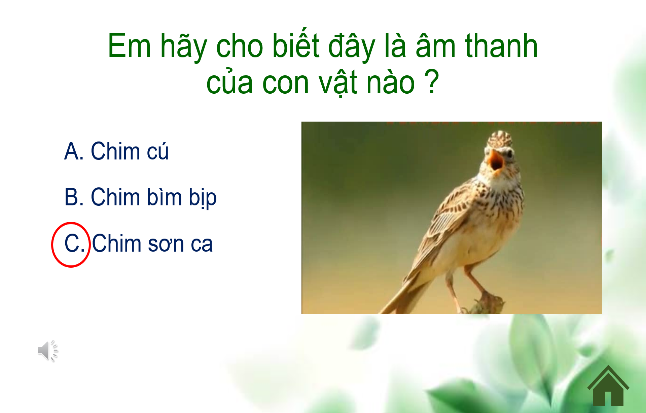 Em hãy cho biết đây là âm thanh
của con vật nào ?
A. Chim cú
B. Chim bìm bịp
C. Chim sơn ca